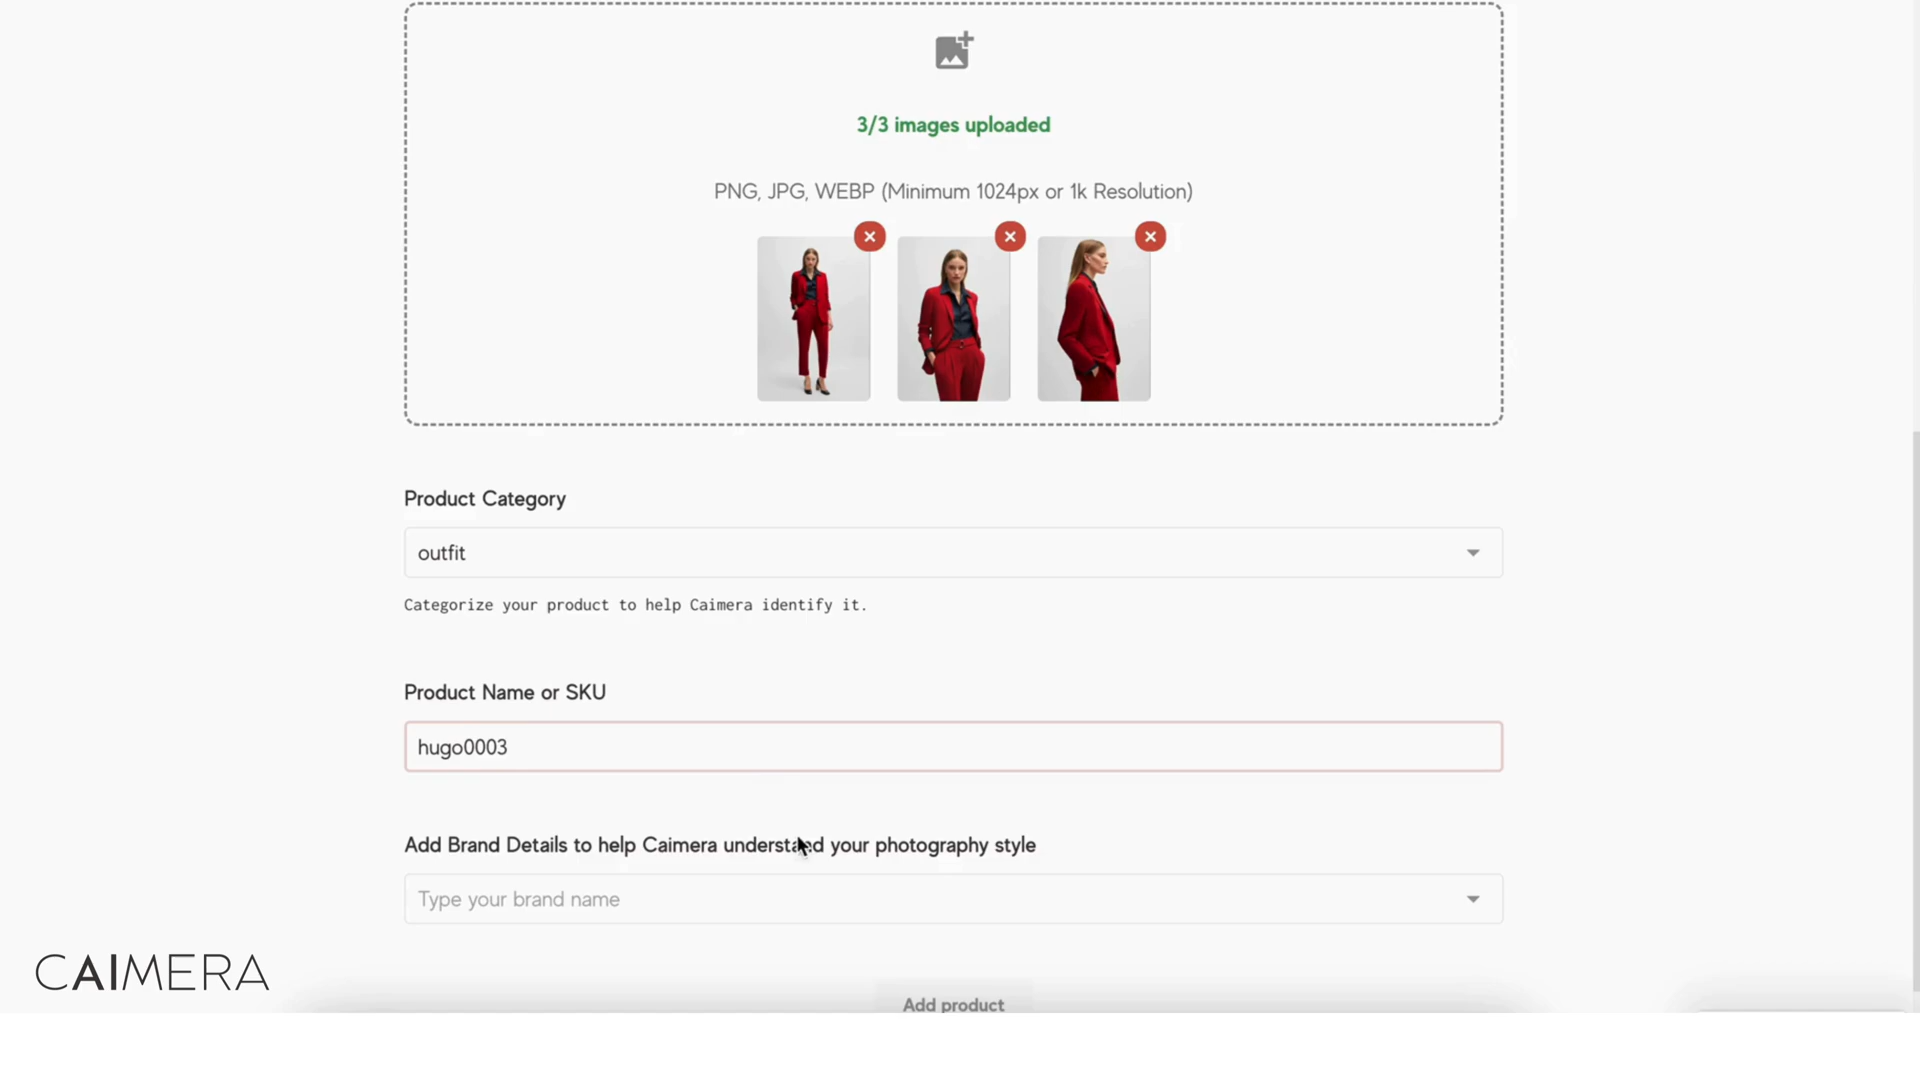 3/3 images uploaded
PNG, JPG, WEBP (Minimum 1024px or 1k Resolution)
Product Category
outfit
Categorize your product to help Caimera identify it.
Product Name or SKU
hugo0003
Add Brand Details to help Caimera understand your photography style
Type your brand name
CAIMERA
Add product